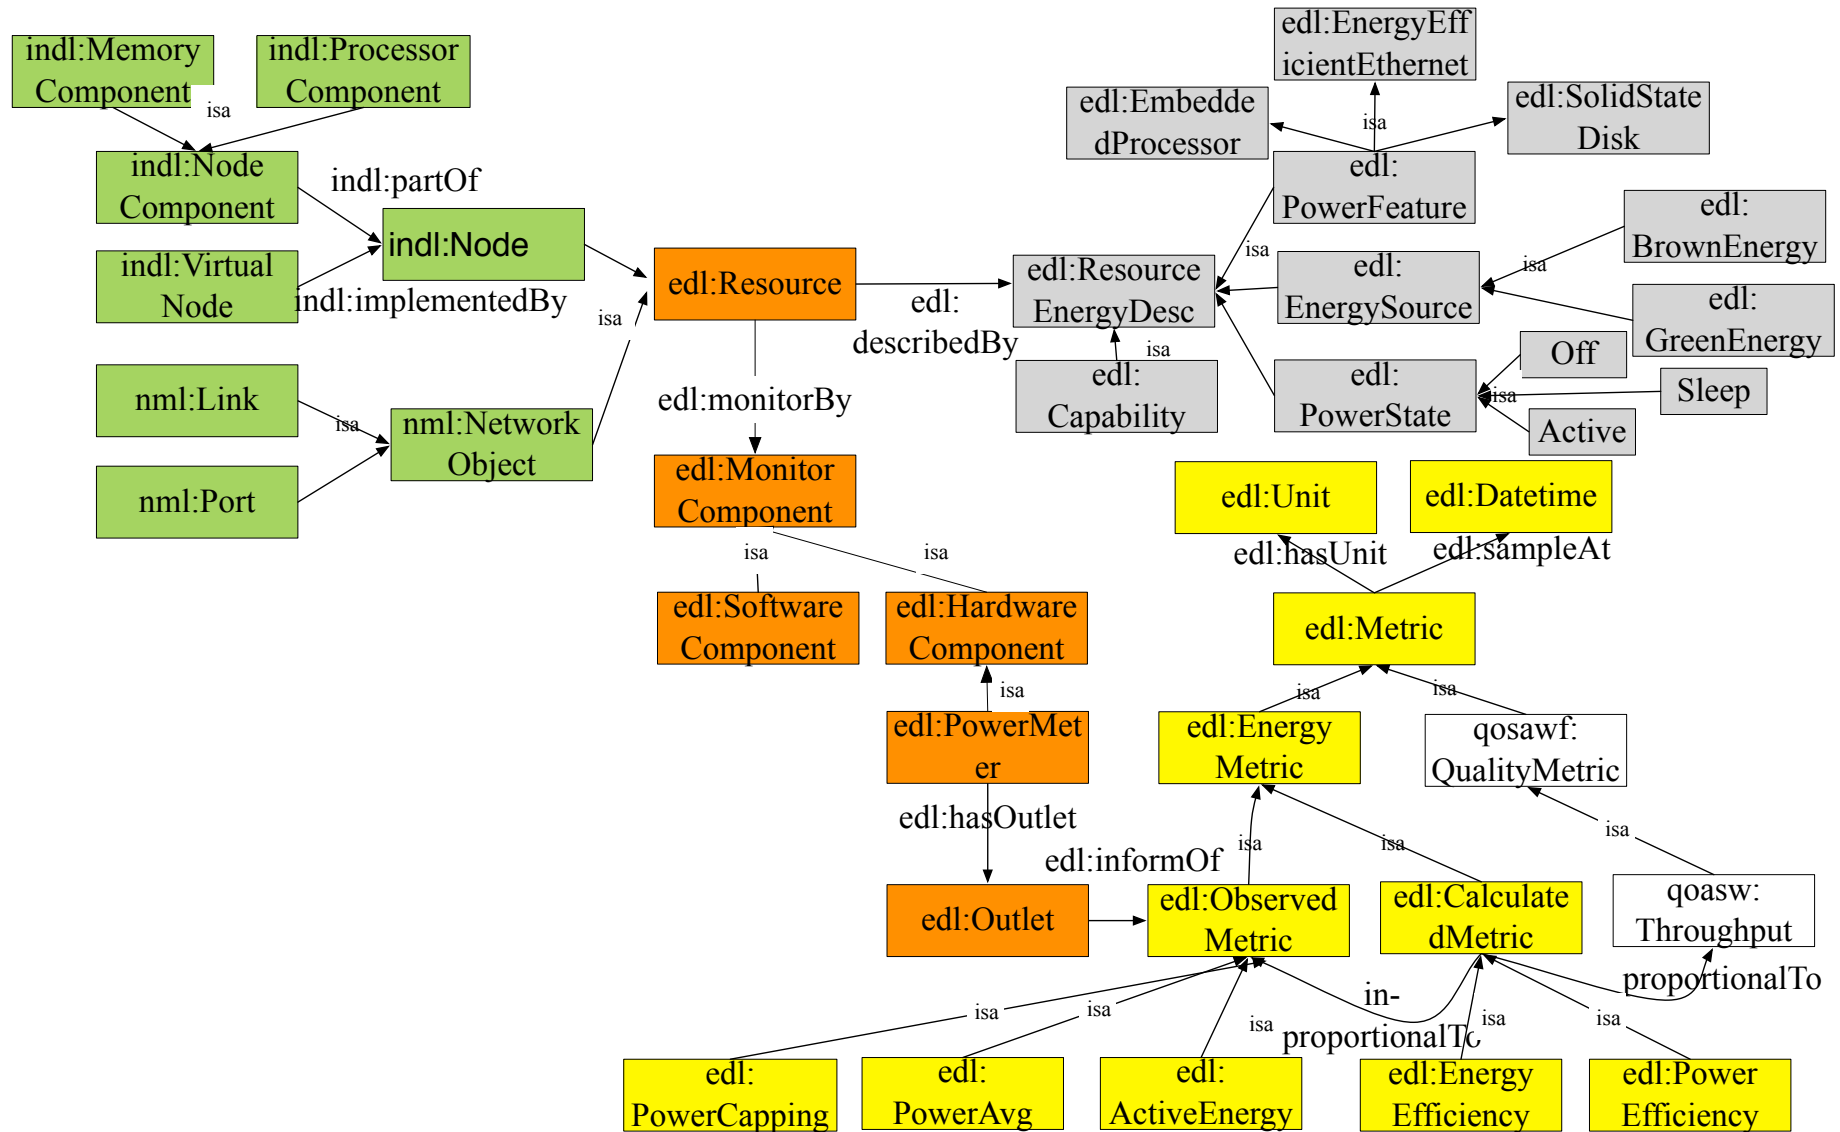 indl:Memory
Component
indl:Processor
Component
isa
indl:Node
Component
indl:partOf
indl:Node
indl:Virtual
Node
indl:implementedBy
isa
nml:Link
isa
nml:Network
Object
nml:Port
edl:Resource
edl:
describedBy
edl:monitorBy
edl:Monitor
Component
isa
isa
edl:Software
Component
edl:Hardware
Component
isa
edl:PowerMet
er
edl:hasOutlet
edl:Outlet
edl:informOf
edl:EnergyEff
icientEthernet
edl:Embedde
dProcessor
isa
edl:SolidState
Disk
edl:
PowerFeature
isa
edl:Resource
EnergyDesc
edl:
EnergySource
isa
edl:
BrownEnergy
edl:
GreenEnergy
isa
edl:
Capability
edl:
PowerState
isa
Off
Sleep
Active
edl:Unit
edl:Datetime
edl:hasUnit
edl:sampleAt
edl:Metric
isa
isa
edl:Energy
Metric
qosawf:
QualityMetric
isa
isa
isa
edl:Observed
Metric
edl:Calculate
dMetric
qoasw:
Throughput
in-
proportionalTo
proportionalTo
isa
isa
isa
isa
isa
edl:
PowerCapping
edl:
PowerAvg
edl:
ActiveEnergy
edl:Energy
Efficiency
edl:Power
Efficiency